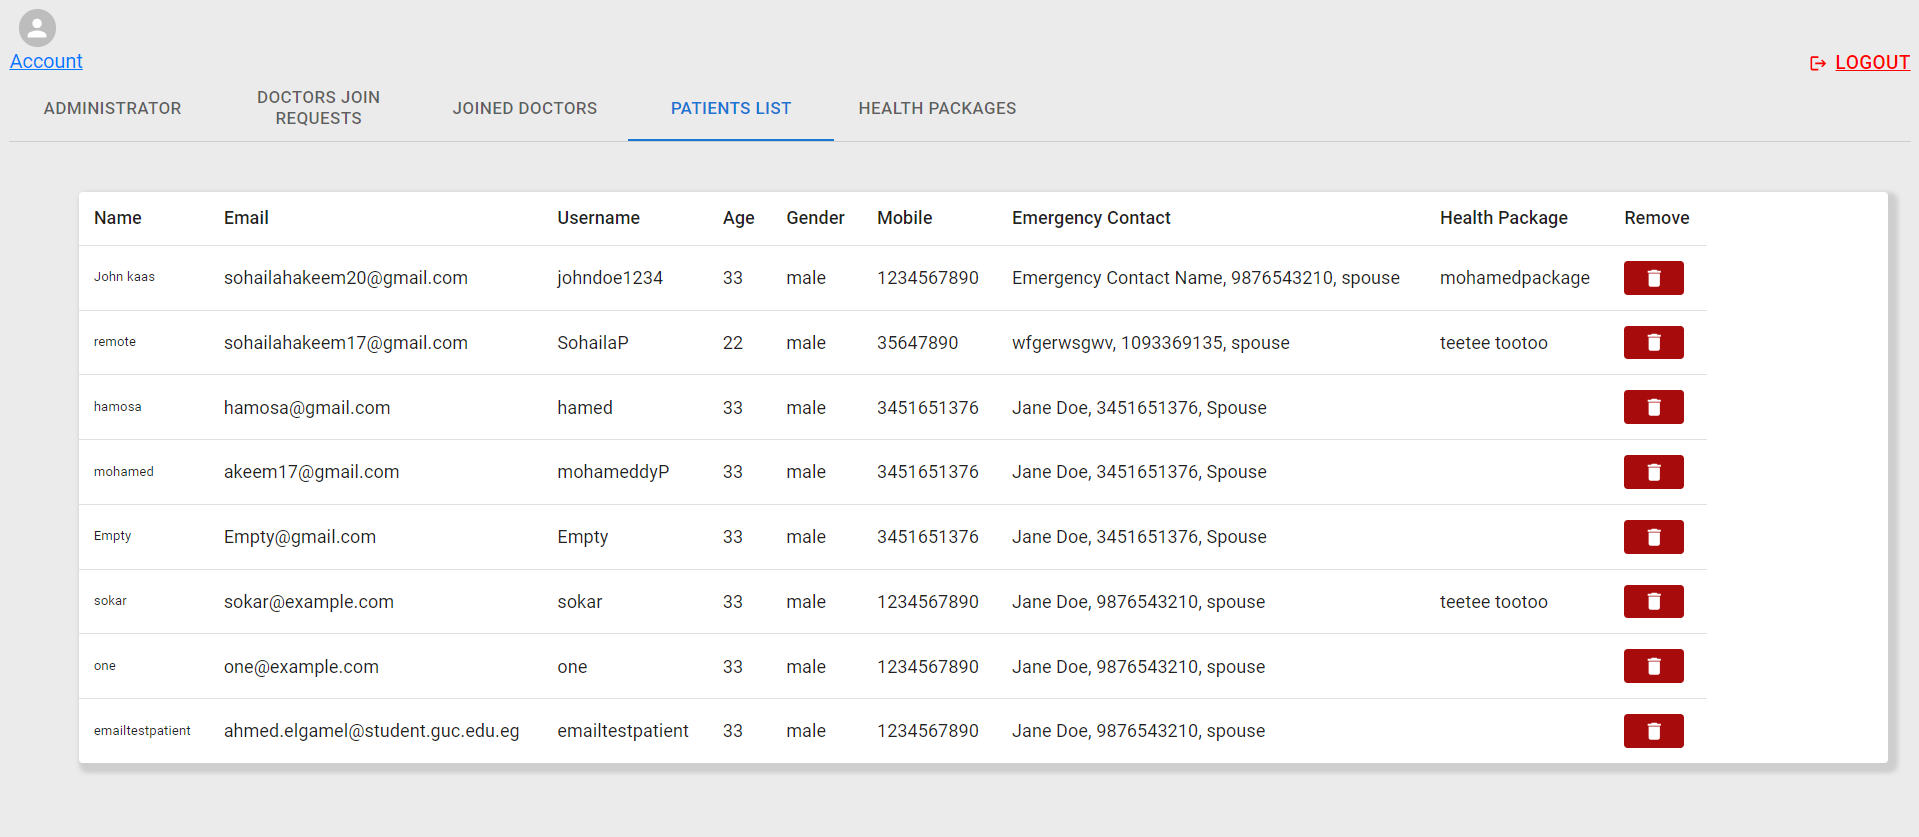 Account
LOGOUT
ADMINISTRATOR
DOCTORS JOIN
REQUESTS
JOINED DOCTORS
PATIENTS LIST
HEALTH PACKAGES
Name Email Username Age Gender Mobile Emergency Contact Health Package Remove
John kaas sohailahakeem20@gmail.com johndoe1234 33 male 1234567890 Emergency Contact Name, 9876543210, spouse mohamedpackage
remote sohailahakeem17@gmail.com SohailaP 22 male 35647890 wfgerwsgwv, 1093369135, spouse teetee tootoo
hamosa hamosa@gmail.com hamed 33 male 3451651376 Jane Doe, 3451651376, Spouse
mohamed akeem17@gmail.com mohameddyP 33 male 3451651376 Jane Doe, 3451651376, Spouse
Empty Empty@gmail.com Empty 33 male 3451651376 Jane Doe, 3451651376, Spouse
sokar sokar@example.com sokar 33 male 1234567890 Jane Doe, 9876543210, spouse teetee tootoo
one one@example.com one 33 male 1234567890 Jane Doe, 9876543210, spouse
emailtestpatient ahmed.elgamel@student.guc.edu.eg emailtestpatient 33 male 1234567890 Jane Doe, 9876543210, spouse